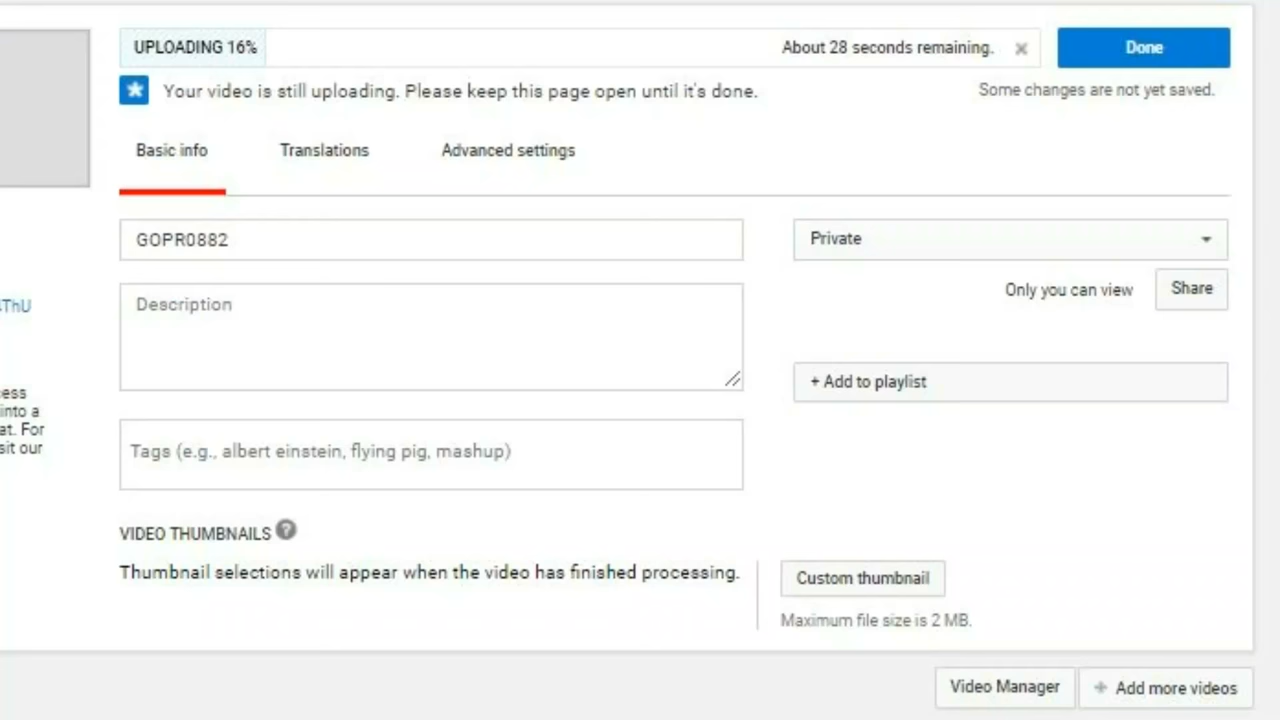 UPLOADING 16% About 28 seconds remaining. Done
Your video is still uploading. Please keep this page open until it's done. Some changes are not yet saved.
Basic info Translations Advanced settings
GOPR0882 Private
Only you can view Share
Description
+ Add to playlist
into a
For
our
Tags (e.g., albert einstein, flying pig, mashup)
VIDEO THUMBNAILS ?
Thumbnail selections will appear when the video has finished processing.
Custom thumbnail
Maximum file size is 2 MB.
Video Manager + Add more videos